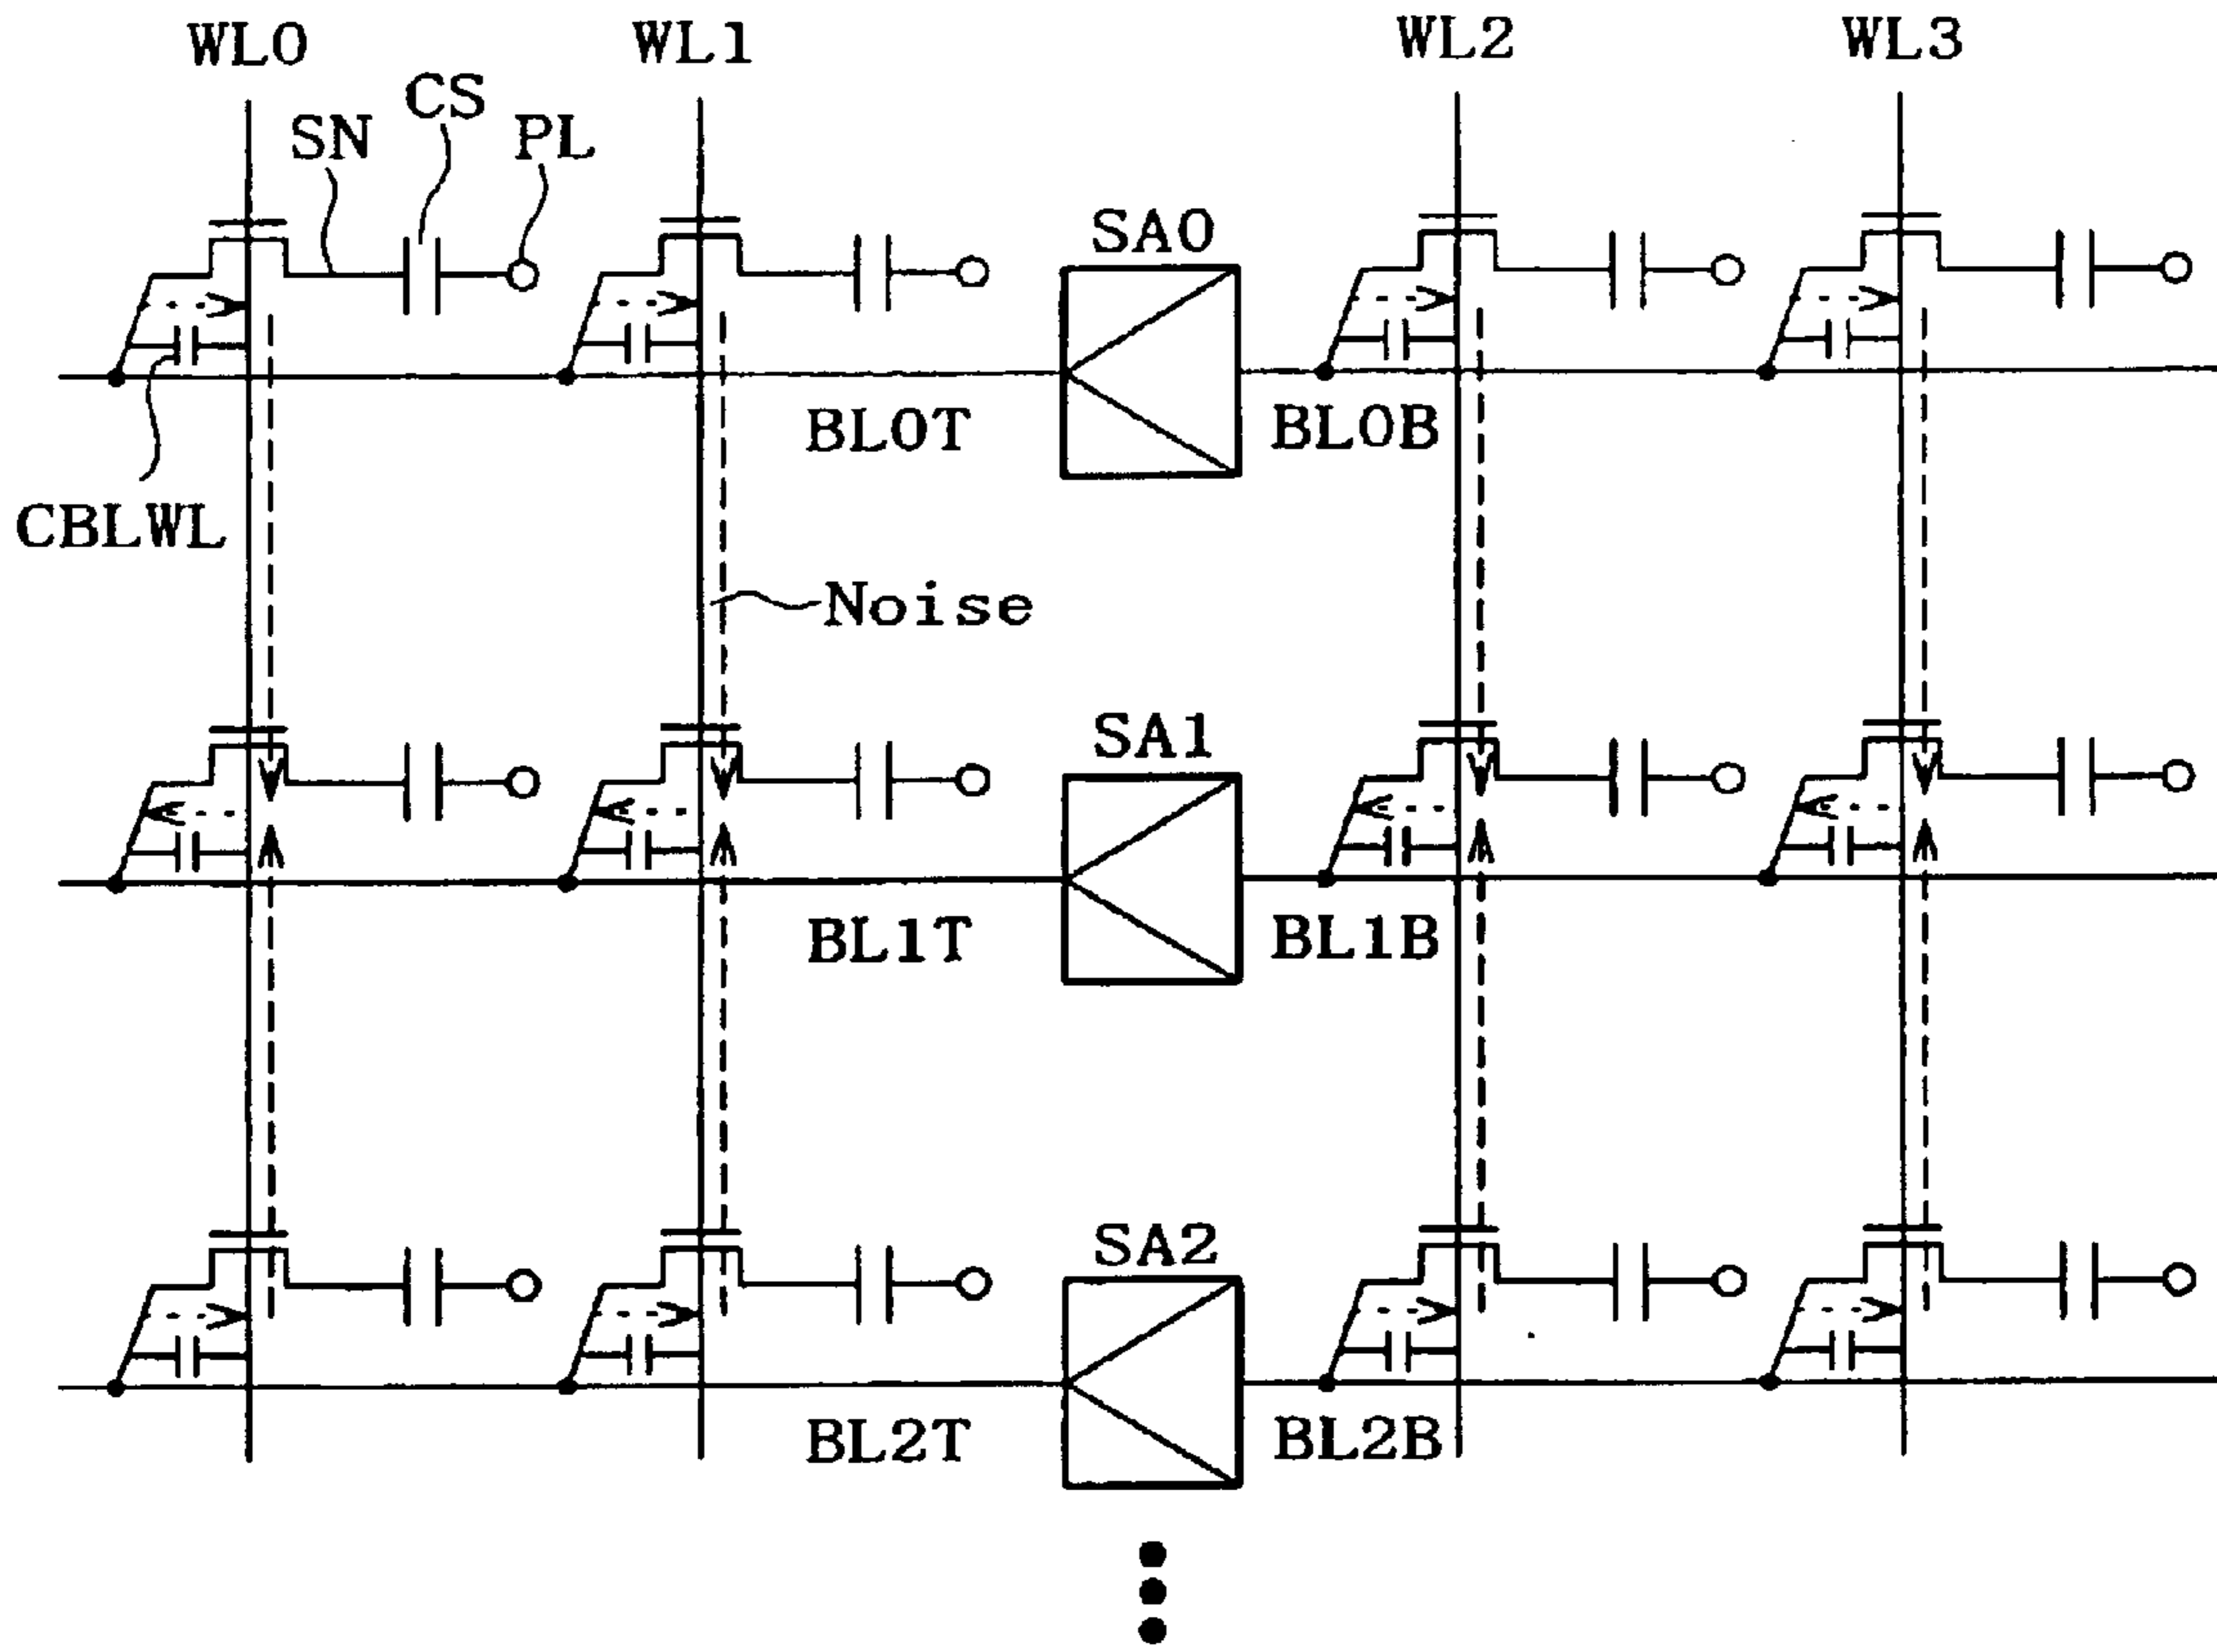 WL0 WL1 WL2 WL3
CS
SN PL
SA0
BL0T BL0B
CBLWL
Noise
SA1
BL1T BL1B
SA2
BL2T BL2B